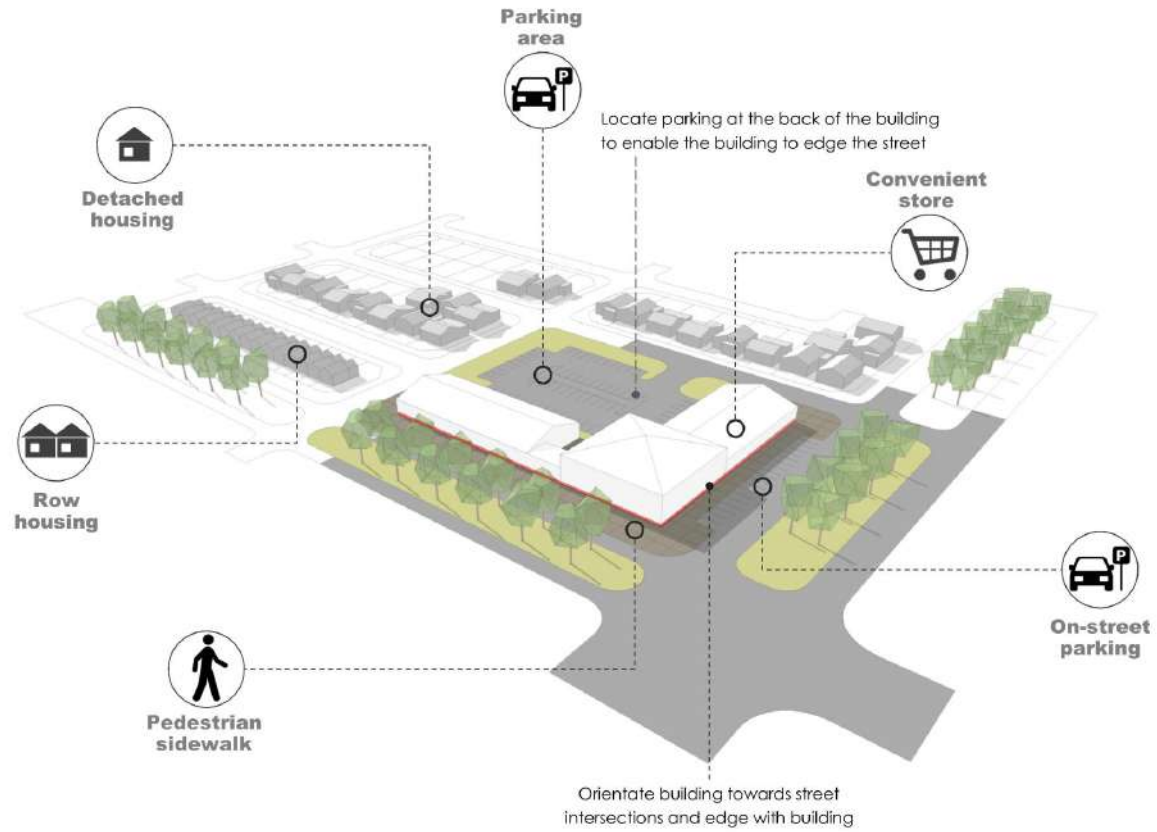 Parking
area
P
Locate parking at the back of the building
to enable the building to edge the street
Detached
housing
Convenient
store
Row
housing
P
On-street
parking
Pedestrian
sidewalk
Orientate building towards street
intersections and edge with building